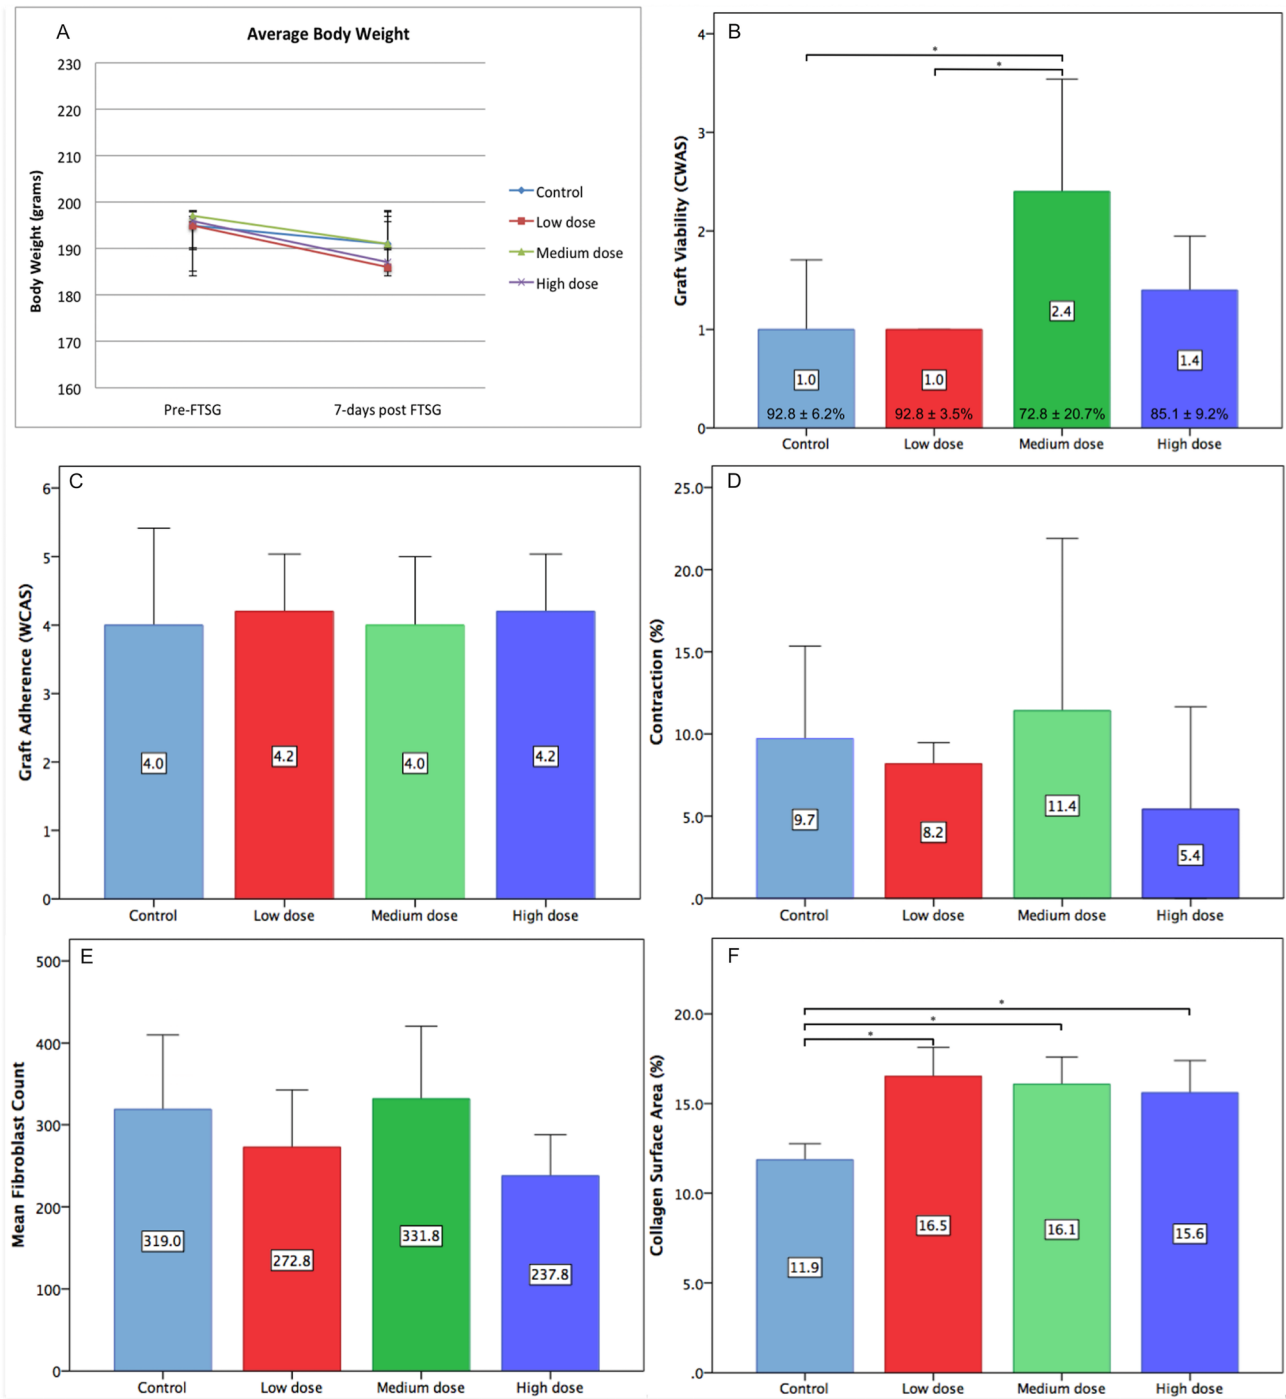 A
Average Body Weight
230
220
210
200
190
180
170
160
Body Weight (grams)
Pre-FTSG
7-days post FTSG
Control
Low dose
Medium dose
High dose
B
4
3
2
1
0
Graft Viability (CWAS)
*
*
1.0
1.0
2.4
1.4
92.8 ± 6.2%
92.8 ± 3.5%
72.8 ± 20.7%
85.1 ± 9.2%
Control
Low dose
Medium dose
High dose
C
6
5
4
3
2
1
0
Graft Adherence (WCAS)
4.0
4.2
4.0
4.2
Control
Low dose
Medium dose
High dose
D
25.0
20.0
15.0
10.0
5.0
.0
Contraction (%)
9.7
8.2
11.4
5.4
Control
Low dose
Medium dose
High dose
E
500
400
300
200
100
0
Mean Fibroblast Count
319.0
272.8
331.8
237.8
Control
Low dose
Medium dose
High dose
F
20.0
15.0
10.0
5.0
.0
Collagen Surface Area (%)
*
*
*
11.9
16.5
16.1
15.6
Control
Low dose
Medium dose
High dose